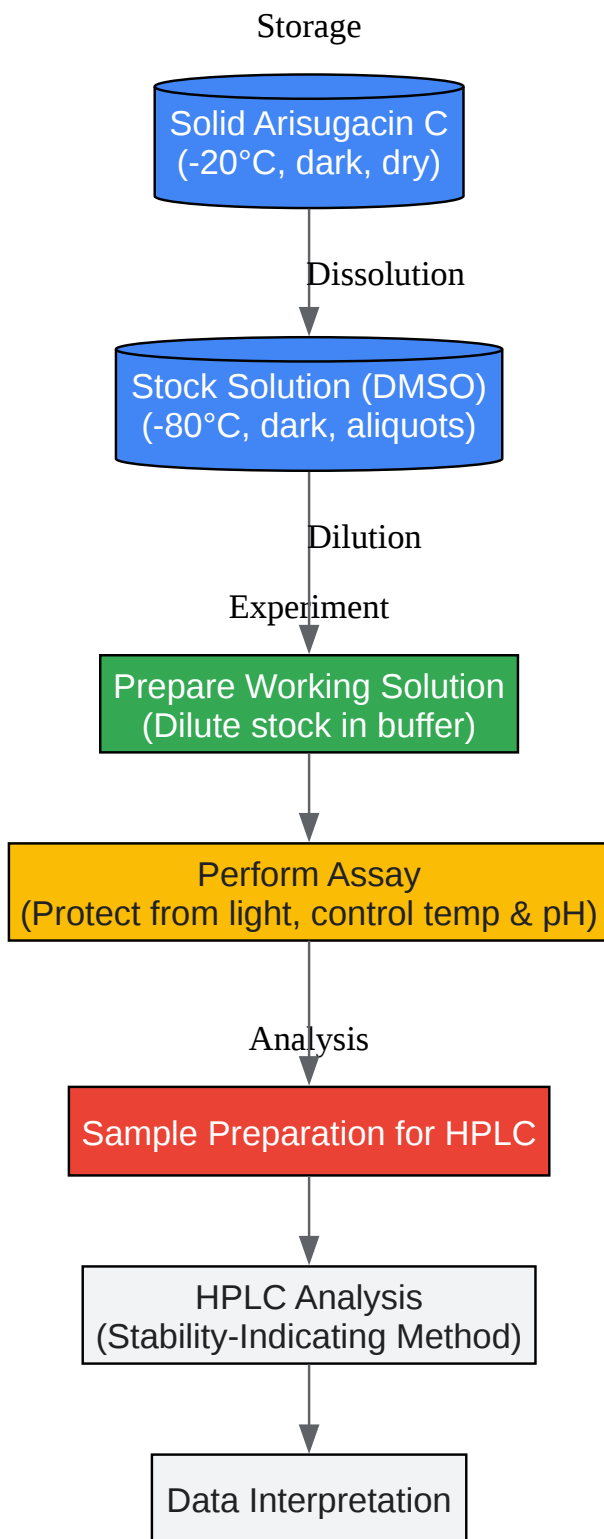 Storage
Solid Arisugacin C
(-20°C, dark, dry)
Dissolution
Stock Solution (DMSO)
(-80°C, dark, aliquots)
Dilution
Experiment
Prepare Working Solution
(Dilute stock in buffer)
Perform Assay
(Protect from light, control temp & pH)
Analysis
Sample Preparation for HPLC
HPLC Analysis
(Stability-Indicating Method)
Data Interpretation